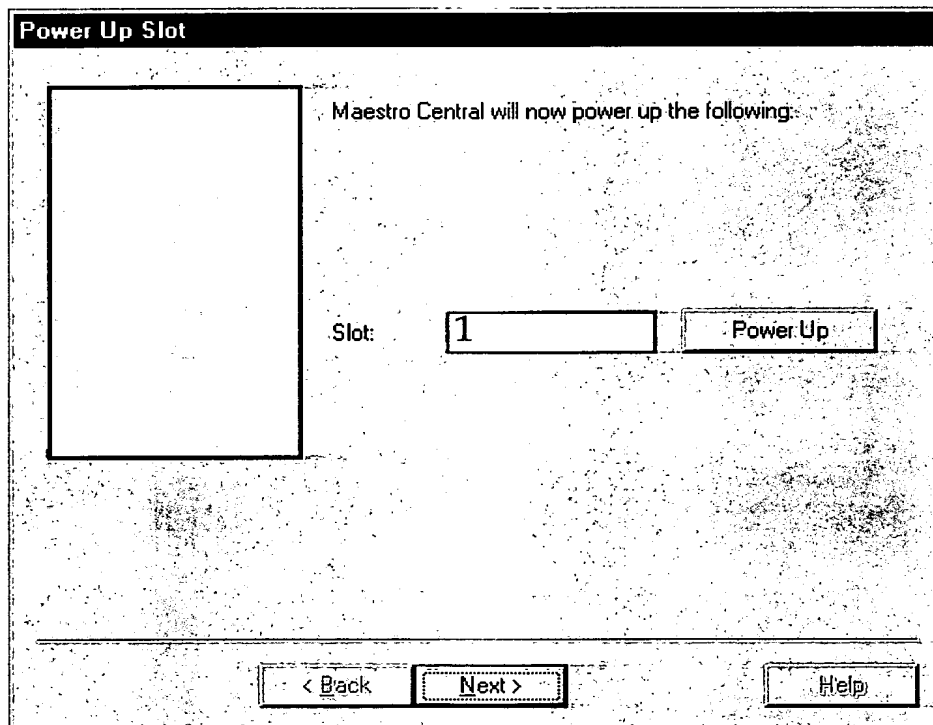 Power Up Slot
Maestro Central will now power up the following:
Slot: 1 Power Up
< Back Next > Help